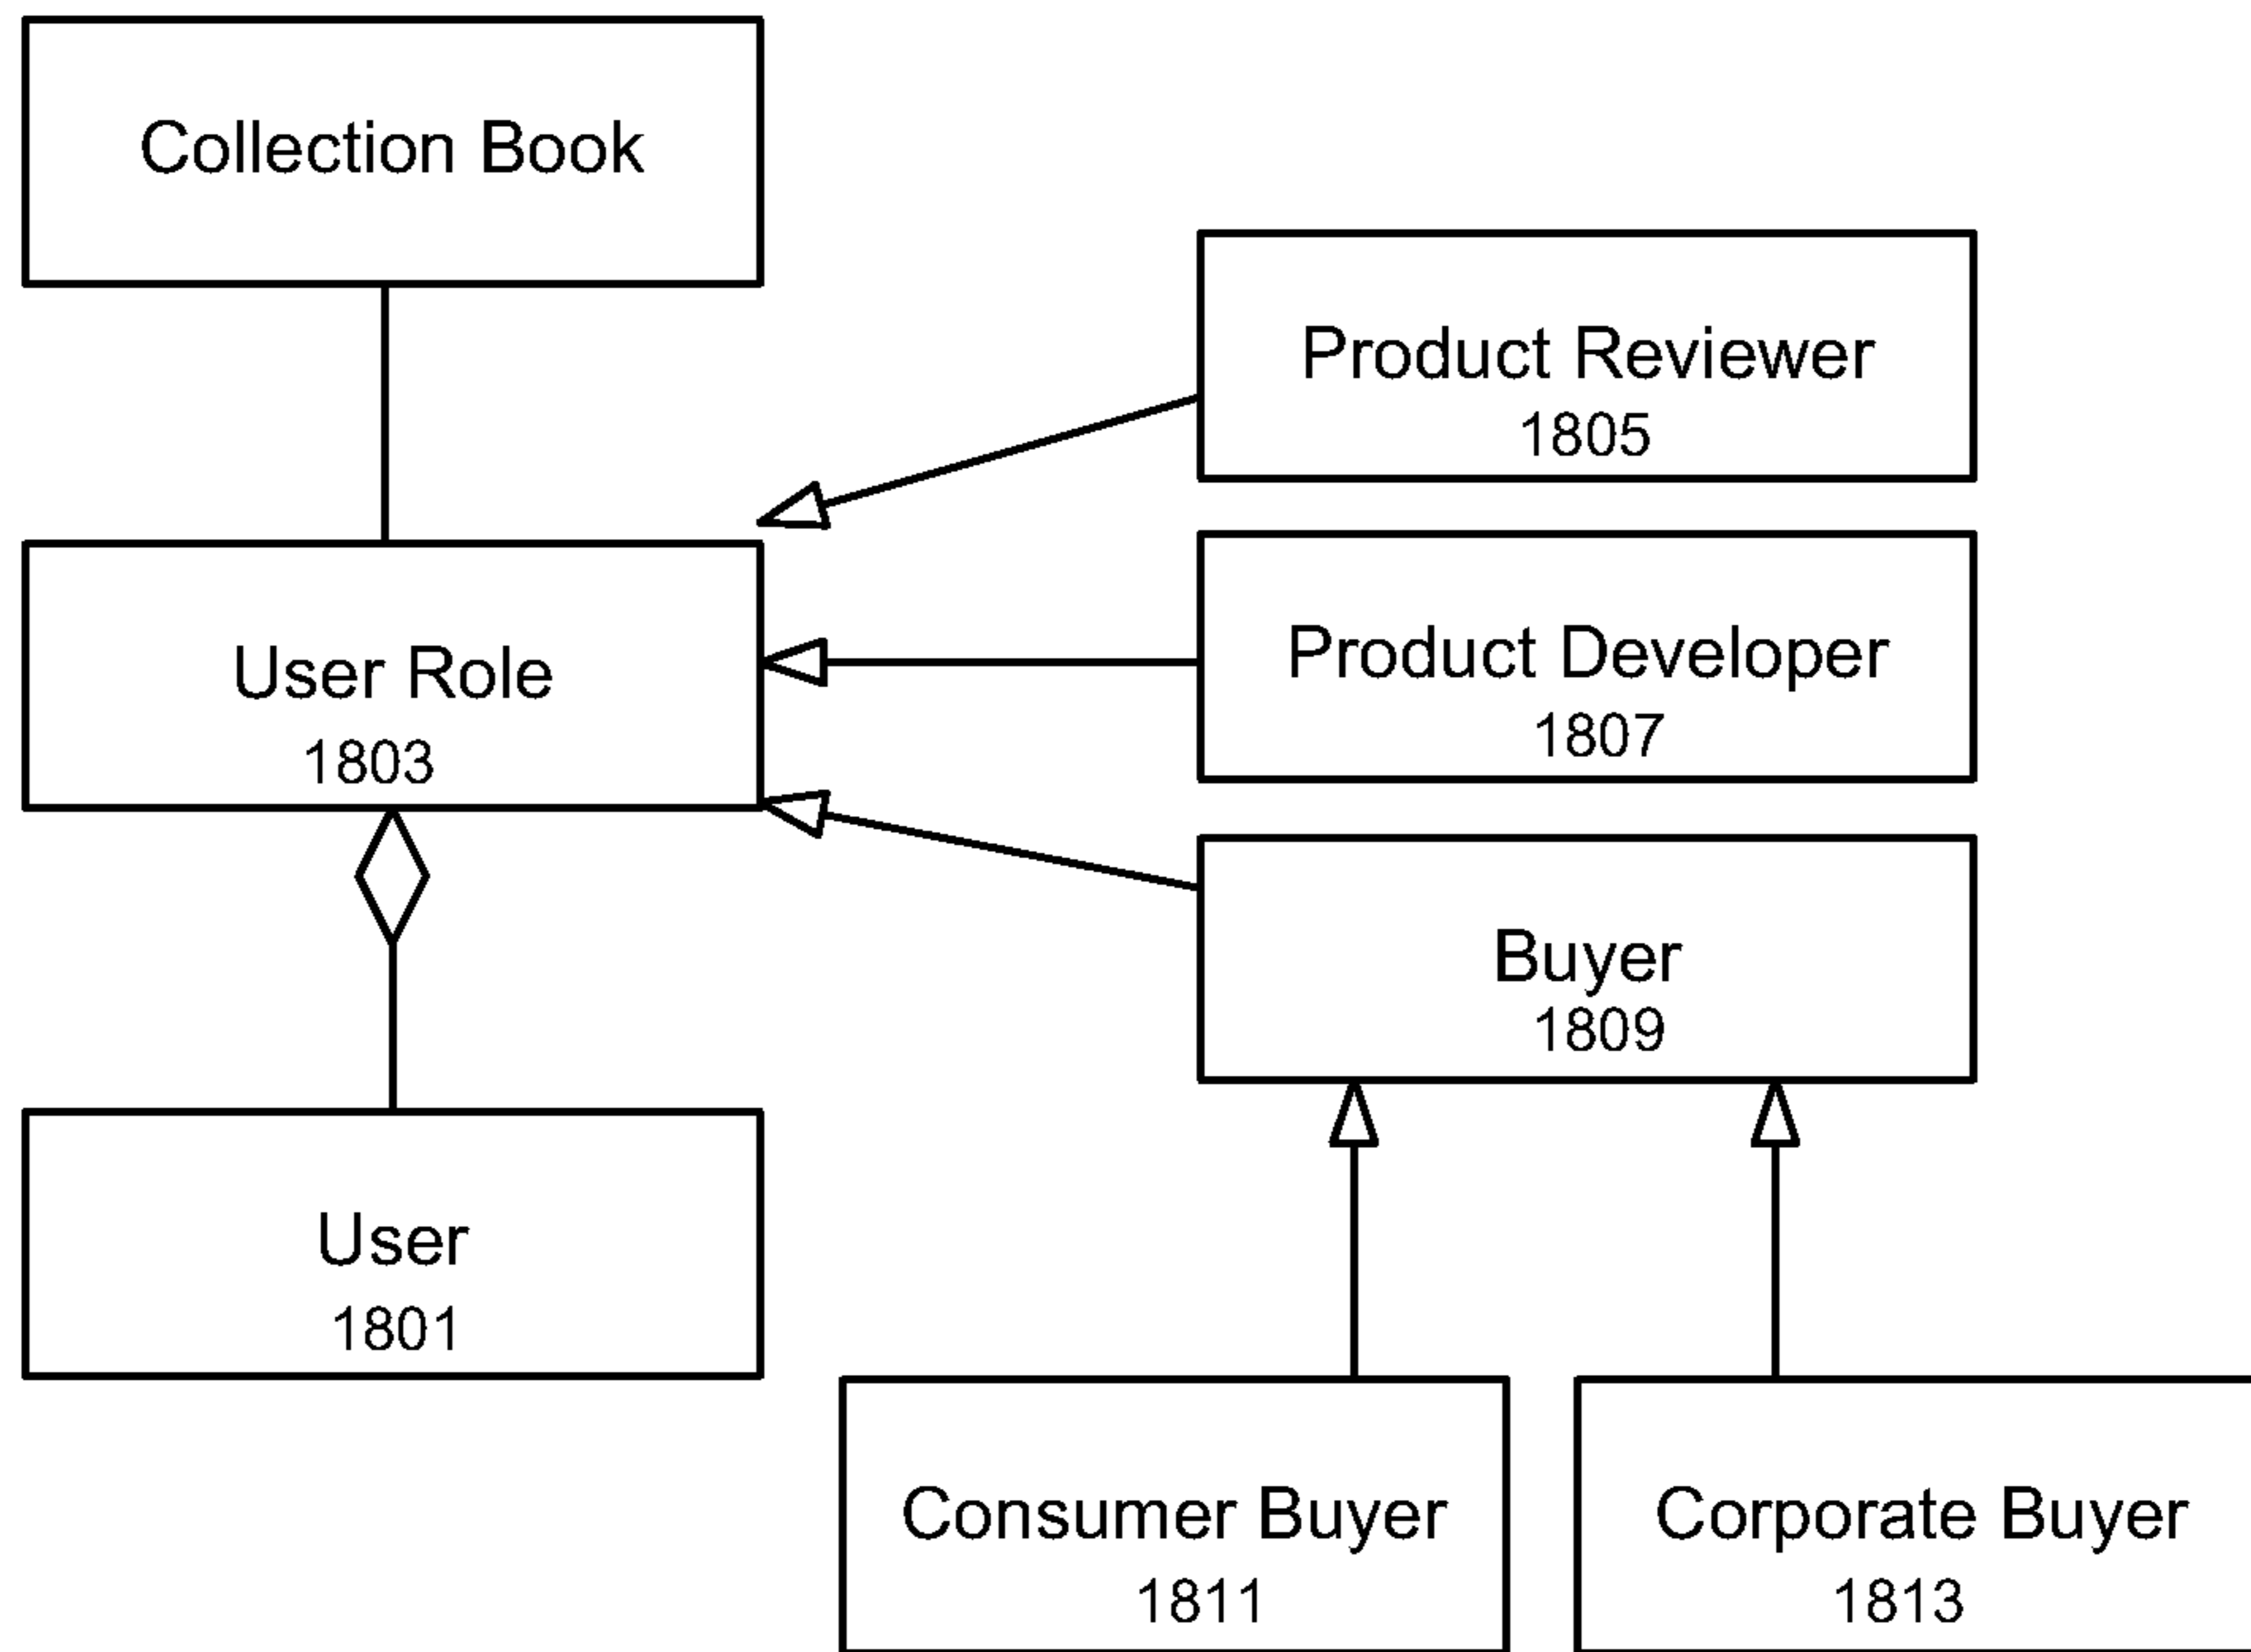 Collection Book
Product Reviewer
1805
User Role
1803
Product Developer
1807
Buyer
1809
User
1801
Consumer Buyer
1811
Corporate Buyer
1813